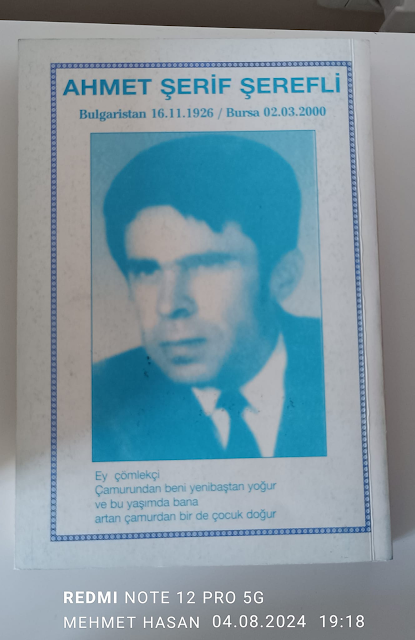 AHMET ŞERİF ŞEREFLİ
Bulgaristan 16.11.1926 / Bursa 02.03.2000
Ey çömlekçi
Çamurundan beni yenibaştan yoğur
ve bu yaşımda bana
artan çamurdan bir de çocuk doğur
REDMI NOTE 12 PRO 5G
MEHMET HASAN 04.08.2024 19:18